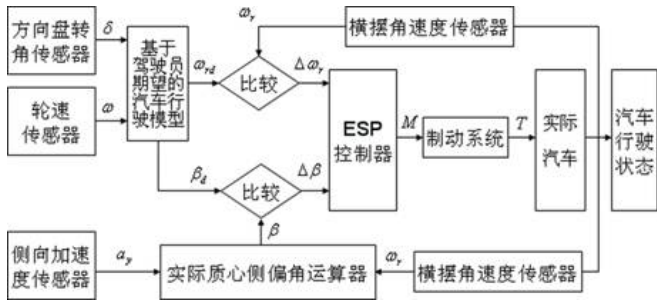 方向盘转
角传感器
δ
基于
驾驶员
期望的
汽车行
驶模型
ω_r
横摆角速度传感器
ω_rd
比较
Δω_r
轮速
传感器
ω
ESP
控制器
M
制动系统
T
实际
汽车
汽车
行驶
状态
β_d
比较
Δβ
β
侧向加速
度传感器
a_y
实际质心侧偏角运算器
ω_r
横摆角速度传感器